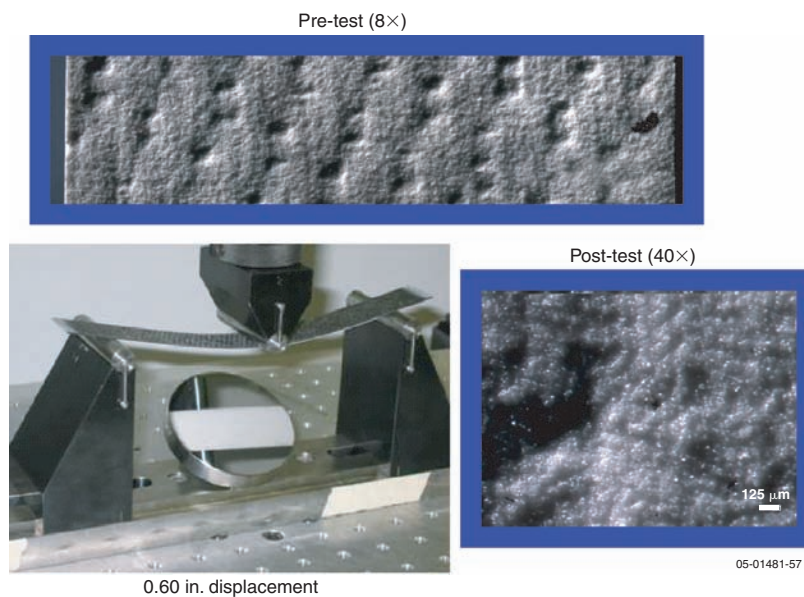 Pre-test (8×)
Post-test (40×)
125 μm
05-01481-57
0.60 in. displacement